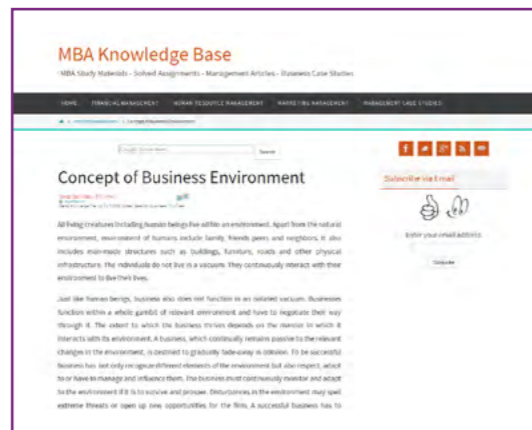 MBA Knowledge Base
MBA Study Materials - Solved Assignments - Management Articles - Business Case Studies
HOME FINANCIAL MANAGEMENT HUMAN RESOURCE MANAGEMENT MARKETING MANAGEMENT MANAGEMENT CASE STUDIES
Concept of Business Environment
Search
Subscribe via Email
Enter your email address:
Subscribe
All living creatures including human beings live within an environment. Apart from the natural
environment, environment of humans include family, friends peers and neighbors. It also
includes man-made structures such as buildings, furniture, roads and other physical
infrastructure. The individuals do not live in a vacuum. They continuously interact with their
environment to live their lives.
Just like human beings, business also does not function in an isolated vacuum. Businesses
function within a whole gambit of relevant environment and have to negotiate their way
through it. The extent to which the business thrives depends on the manner in which it
interacts with its environment. A business, which continually remains passive to the relevant
changes in the environment, is destined to gradually fade-away in oblivion. To be successful
business has not only recognize different elements of the environment but also respect, adapt
to or have to manage and influence them. The business must continuously monitor and adapt
to the environment if it is to survive and prosper. Disturbances in the environment may spell
extreme threats or open up new opportunities for the firm. A successful business has to